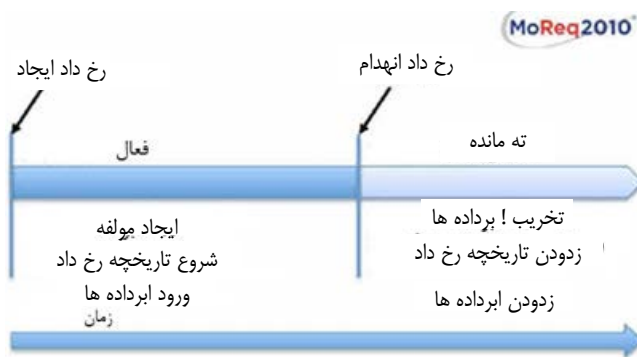 MoReq2010
رخ داد ایجاد
رخ داد انهدام
فعال
ته مانده
ایجاد مولفه
شروع تاریخچه رخ داد
ورود ابرداده ها
تخریب ! برداده ها
زدودن تاریخچه رخ داد
زدودن ابرداده ها
زمان